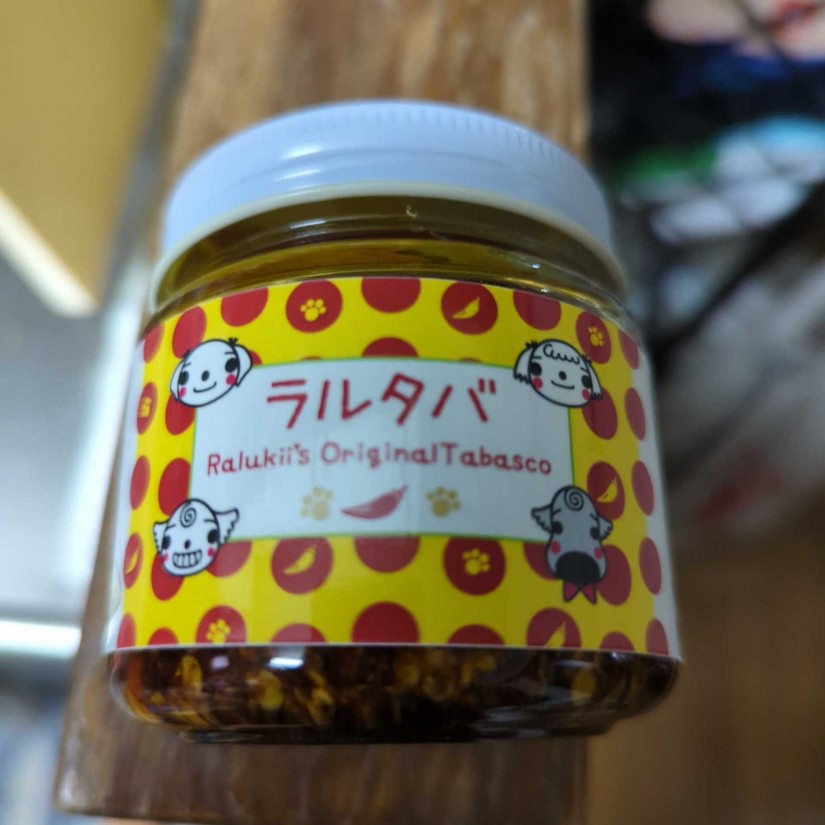 ラルタバ
Ralukii's OriginalTabasco